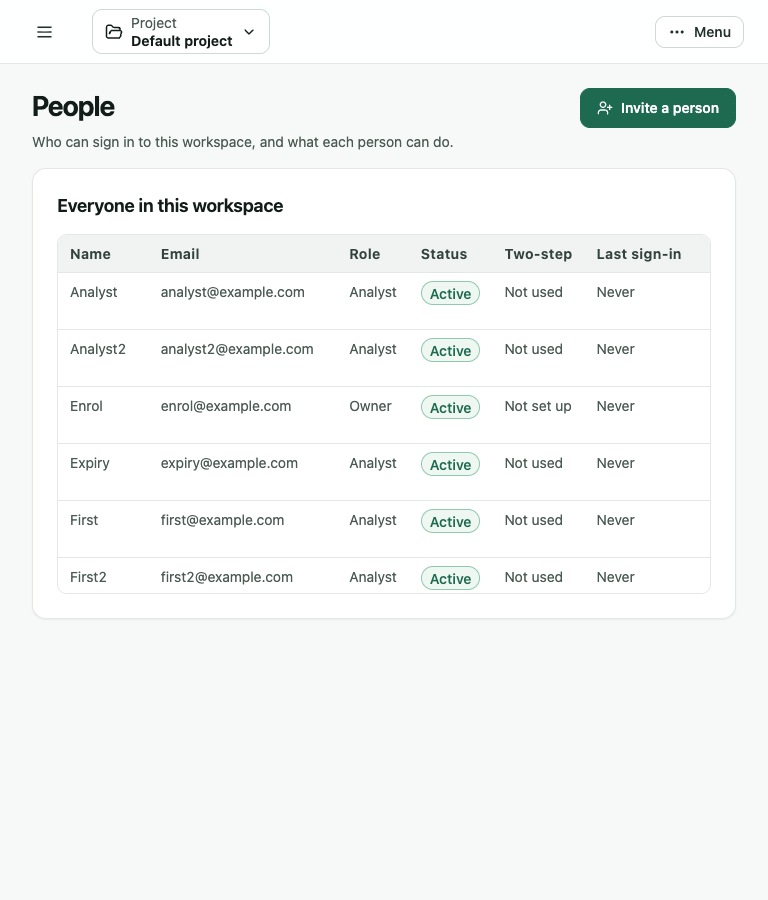 Project
Default project
Menu
People
Invite a person
Who can sign in to this workspace, and what each person can do.
Everyone in this workspace
Name Email Role Status Two-step Last sign-in
Analyst analyst@example.com Analyst Active Not used Never
Analyst2 analyst2@example.com Analyst Active Not used Never
Enrol enrol@example.com Owner Active Not set up Never
Expiry expiry@example.com Analyst Active Not used Never
First first@example.com Analyst Active Not used Never
First2 first2@example.com Analyst Active Not used Never